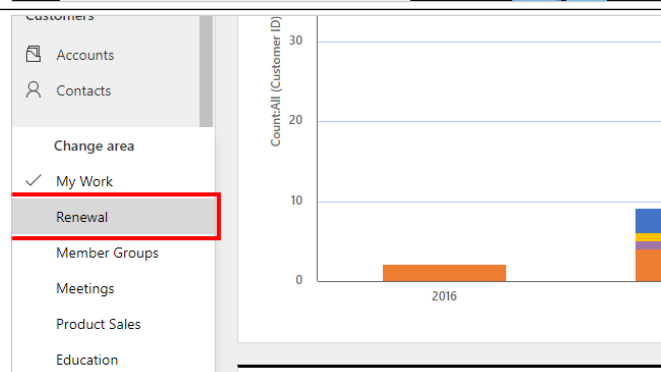 Customers
Accounts
Contacts
Change area
My Work
Renewal
Member Groups
Meetings
Product Sales
Education
Count:All (Customer ID)
30
20
10
0
2016